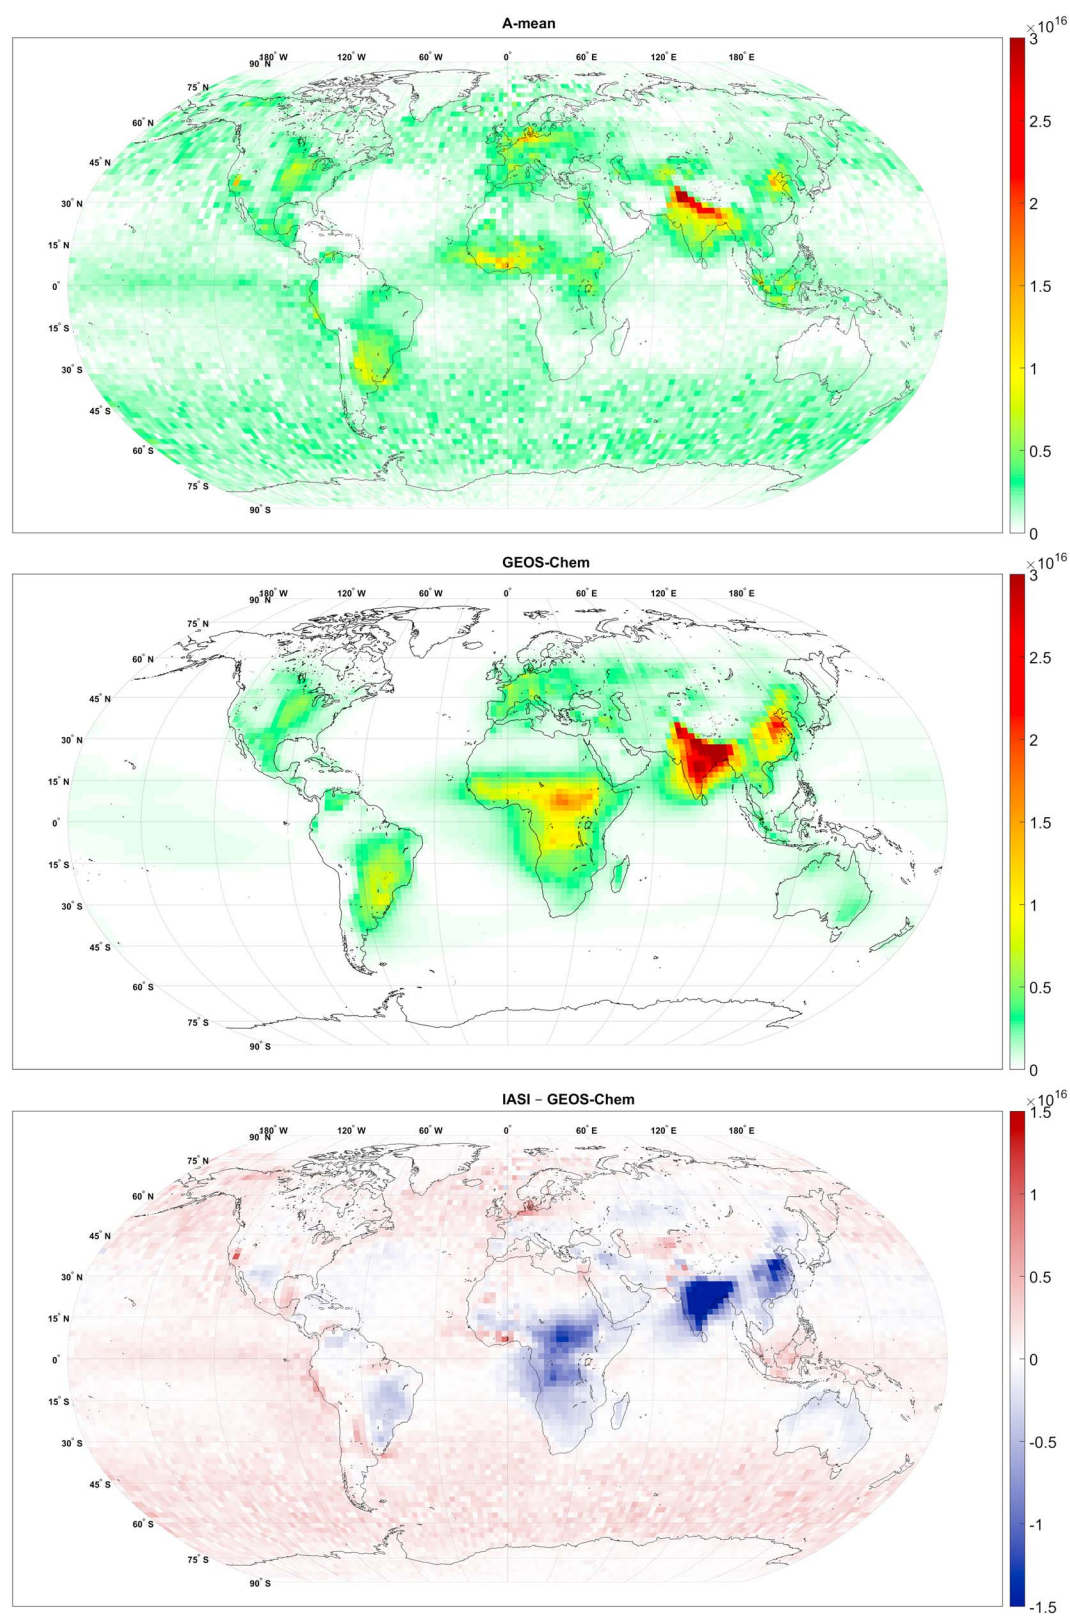 A-mean
×10^16
180° W 120° W 60° W 0° 60° E 120° E 180° E
90° N
75° N
60° N
45° N
30° N
15° N
0°
15° S
30° S
45° S
60° S
75° S
90° S
3
2.5
2
1.5
1
0.5
0
GEOS-Chem
×10^16
180° W 120° W 60° W 0° 60° E 120° E 180° E
90° N
75° N
60° N
45° N
30° N
15° N
0°
15° S
30° S
45° S
60° S
75° S
90° S
3
2.5
2
1.5
1
0.5
0
IASI – GEOS-Chem
×10^16
180° W 120° W 60° W 0° 60° E 120° E 180° E
90° N
75° N
60° N
45° N
30° N
15° N
0°
15° S
30° S
45° S
60° S
75° S
90° S
1.5
1
0.5
0
-0.5
-1
-1.5